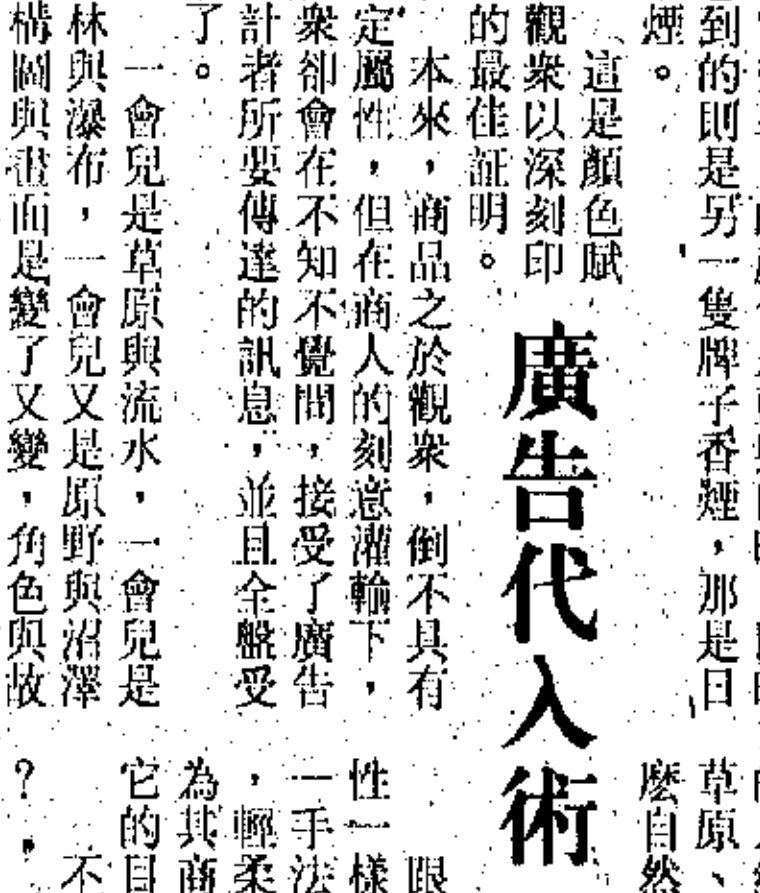 到的則是另一隻牌子香煙，那是日
煙。
這是顏色賦
觀衆以深刻印
的最佳証明。
廣告代入術
本來，商品之於觀衆，倒不具有
定屬性，但在商人的刻意灌輸下，
衆卻會在不知不覺間，接受了廣告
計者所要傳達的訊息，並且全盤受
了。
一會兒是草原與流水，一會兒是
林與瀑布，一會兒又是原野與沼澤
構圖與畫面是變了又變，角色與故
草原、
麽自然
跟
性一樣
一手法
，輕柔
為其商
它的目
不
？